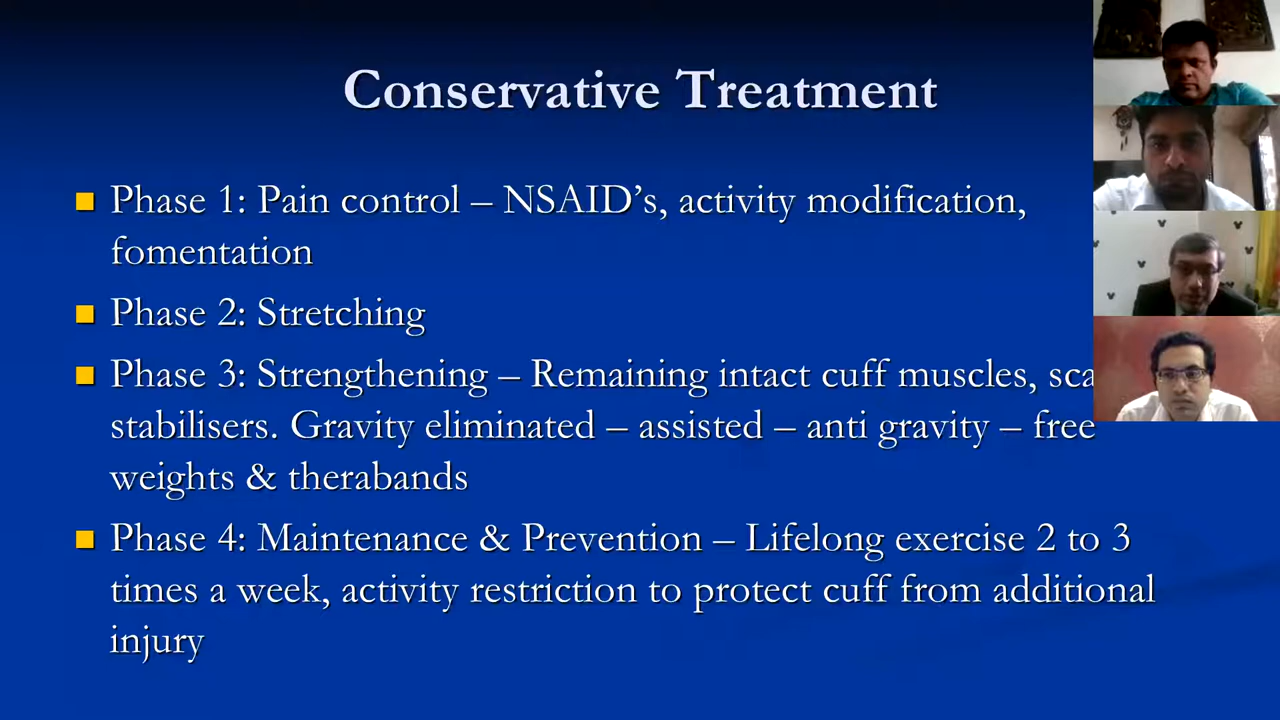 Conservative Treatment
Phase 1: Pain control – NSAID’s, activity modification,
fomentation
Phase 2: Stretching
Phase 3: Strengthening – Remaining intact cuff muscles,
stabilisers. Gravity eliminated – assisted – anti gravity – free
weights & therabands
Phase 4: Maintenance & Prevention – Lifelong exercise 2 to 3
times a week, activity restriction to protect cuff from additional
injury